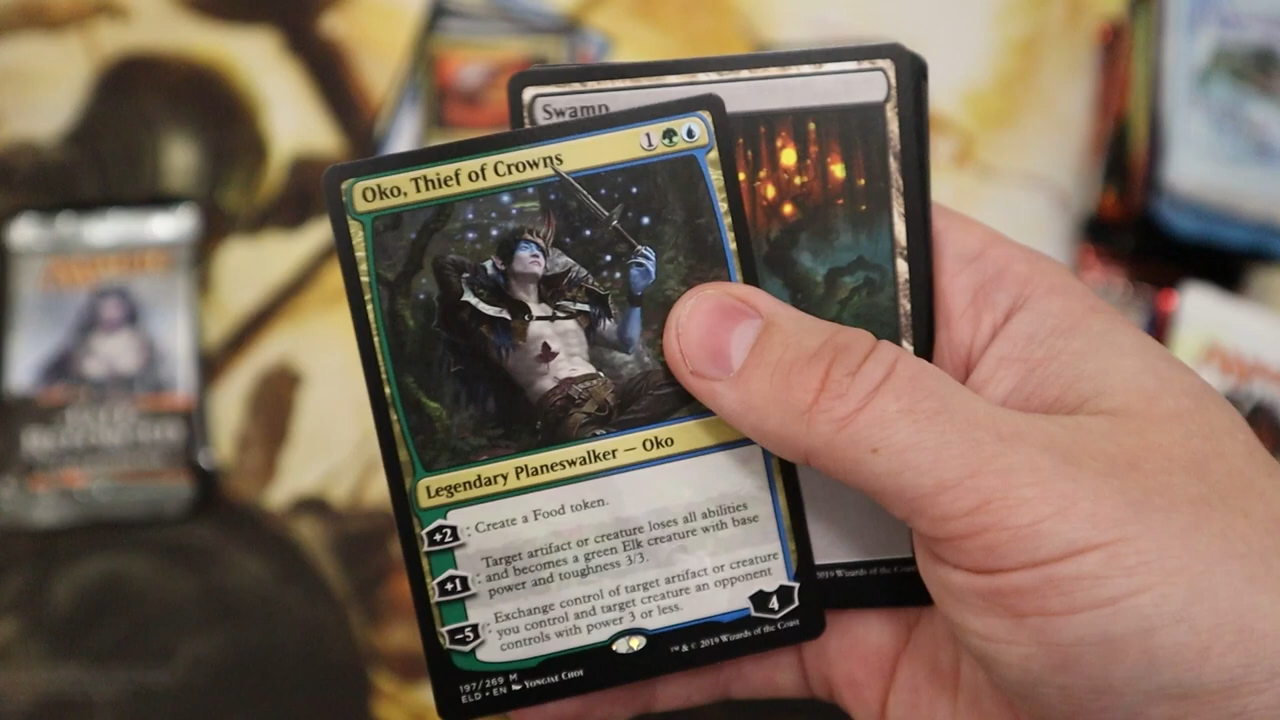 Swamp
Oko, Thief of Crowns
1
Legendary Planeswalker — Oko
+2 : Create a Food token.
Target artifact or creature loses all abilities
+1 : and becomes a green Elk creature with base
power and toughness 3/3.
Exchange control of target artifact or creature
−5 : you control and target creature an opponent
controls with power 3 or less.
4
197/269 M
ELD • EN YONGJAE CHOI
™ & © 2019 Wizards of the Coast
2019 Wizards of the Coast